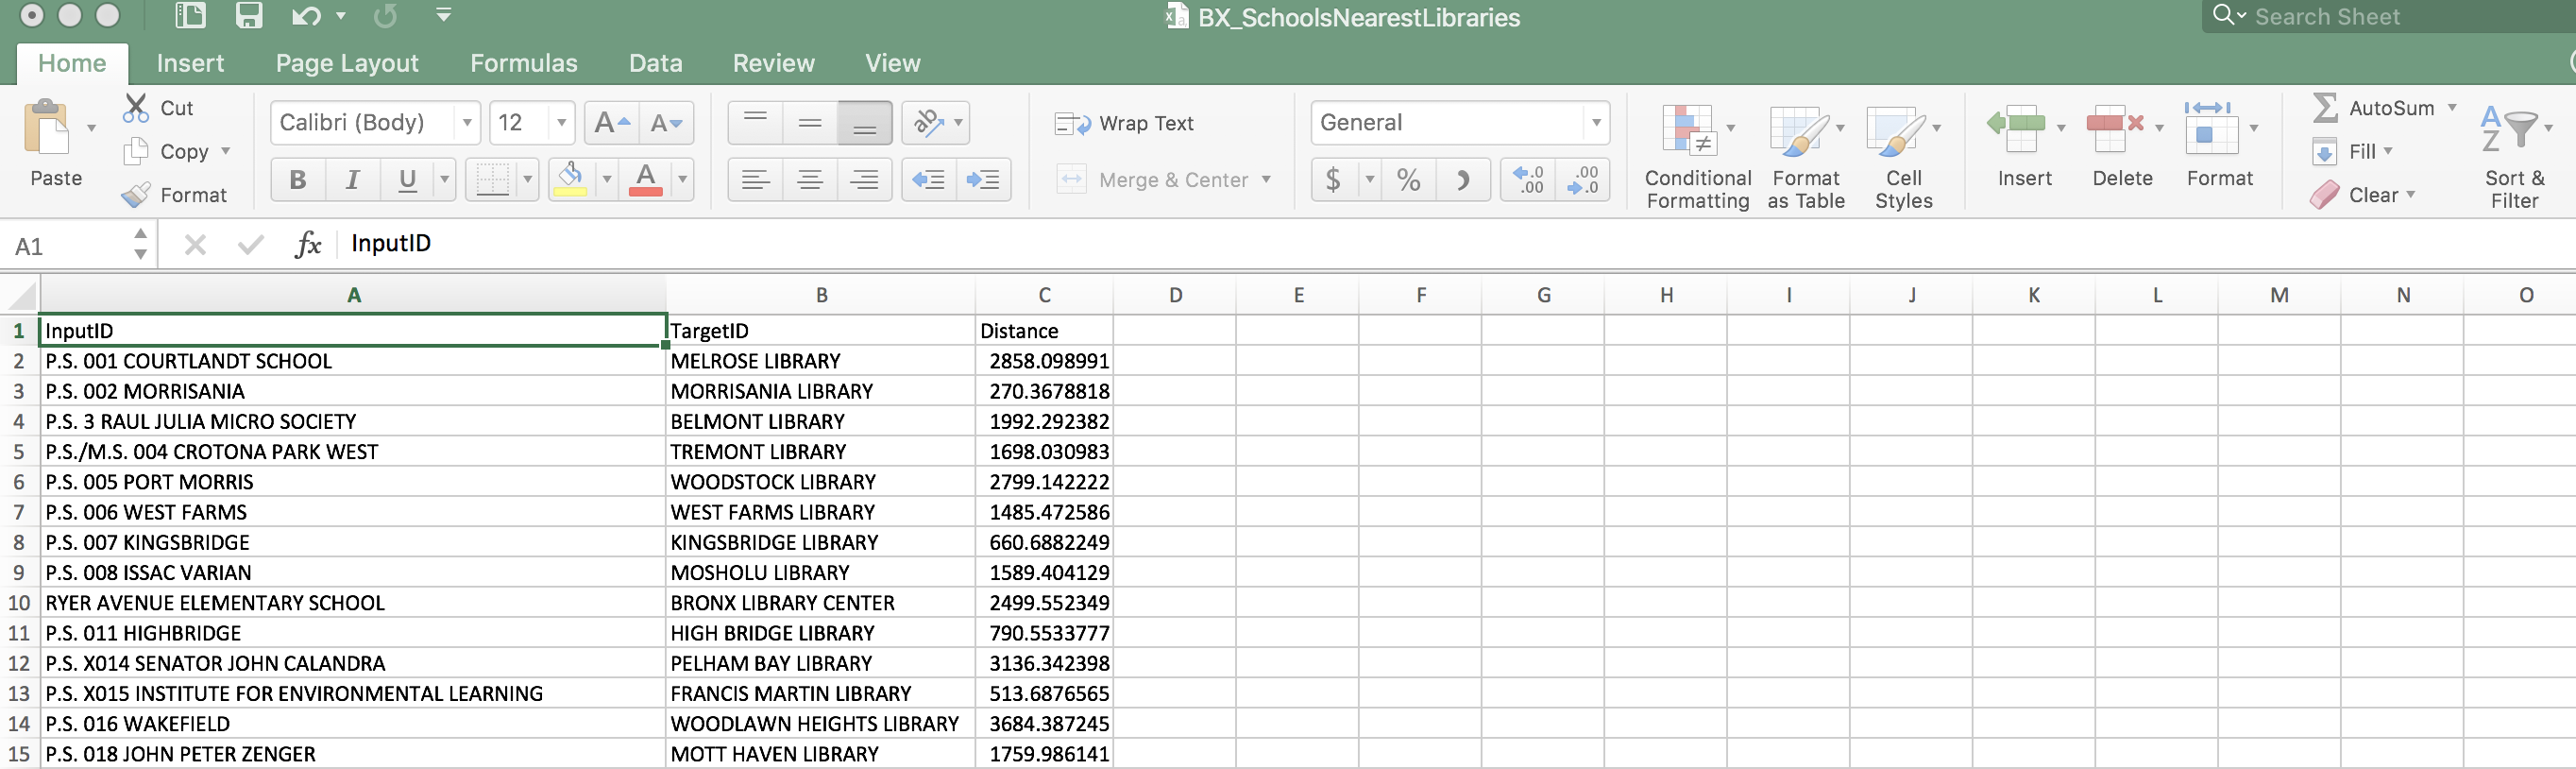 BX_SchoolsNearestLibraries
Search Sheet
Home Insert Page Layout Formulas Data Review View
Paste
Cut
Copy
Format
Calibri (Body) 12 A A
B I U A
ab
Wrap Text
Merge & Center
General
$ % .0 .00 .00 .0
Conditional Formatting
Format as Table
Cell Styles
Insert
Delete
Format
AutoSum
Fill
Clear
A Z
Sort & Filter
A1 fx InputID
A B C D E F G H I J K L M N O
1 InputID TargetID Distance
2 P.S. 001 COURTLANDT SCHOOL MELROSE LIBRARY 2858.098991
3 P.S. 002 MORRISANIA MORRISANIA LIBRARY 270.3678818
4 P.S. 3 RAUL JULIA MICRO SOCIETY BELMONT LIBRARY 1992.292382
5 P.S./M.S. 004 CROTONA PARK WEST TREMONT LIBRARY 1698.030983
6 P.S. 005 PORT MORRIS WOODSTOCK LIBRARY 2799.142222
7 P.S. 006 WEST FARMS WEST FARMS LIBRARY 1485.472586
8 P.S. 007 KINGSBRIDGE KINGSBRIDGE LIBRARY 660.6882249
9 P.S. 008 ISSAC VARIAN MOSHOLU LIBRARY 1589.404129
10 RYER AVENUE ELEMENTARY SCHOOL BRONX LIBRARY CENTER 2499.552349
11 P.S. 011 HIGHBRIDGE HIGH BRIDGE LIBRARY 790.5533777
12 P.S. X014 SENATOR JOHN CALANDRA PELHAM BAY LIBRARY 3136.342398
13 P.S. X015 INSTITUTE FOR ENVIRONMENTAL LEARNING FRANCIS MARTIN LIBRARY 513.6876565
14 P.S. 016 WAKEFIELD WOODLAWN HEIGHTS LIBRARY 3684.387245
15 P.S. 018 JOHN PETER ZENGER MOTT HAVEN LIBRARY 1759.986141